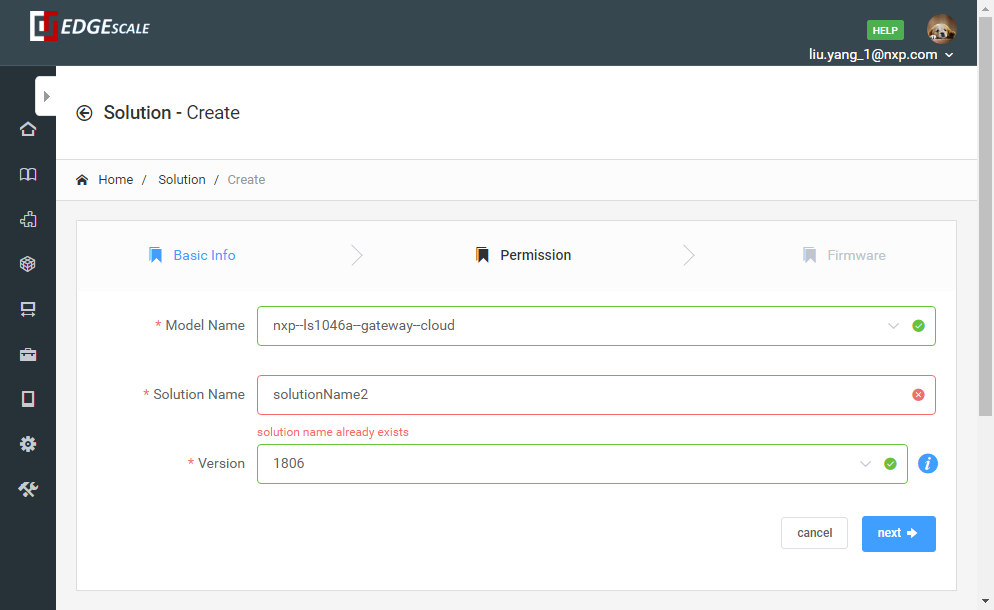 EDGESCALE
HELP
liu.yang_1@nxp.com
Solution - Create
Home / Solution / Create
Basic Info
Permission
Firmware
* Model Name
nxp--ls1046a--gateway--cloud
* Solution Name
solutionName2
solution name already exists
* Version
1806
i
cancel
next